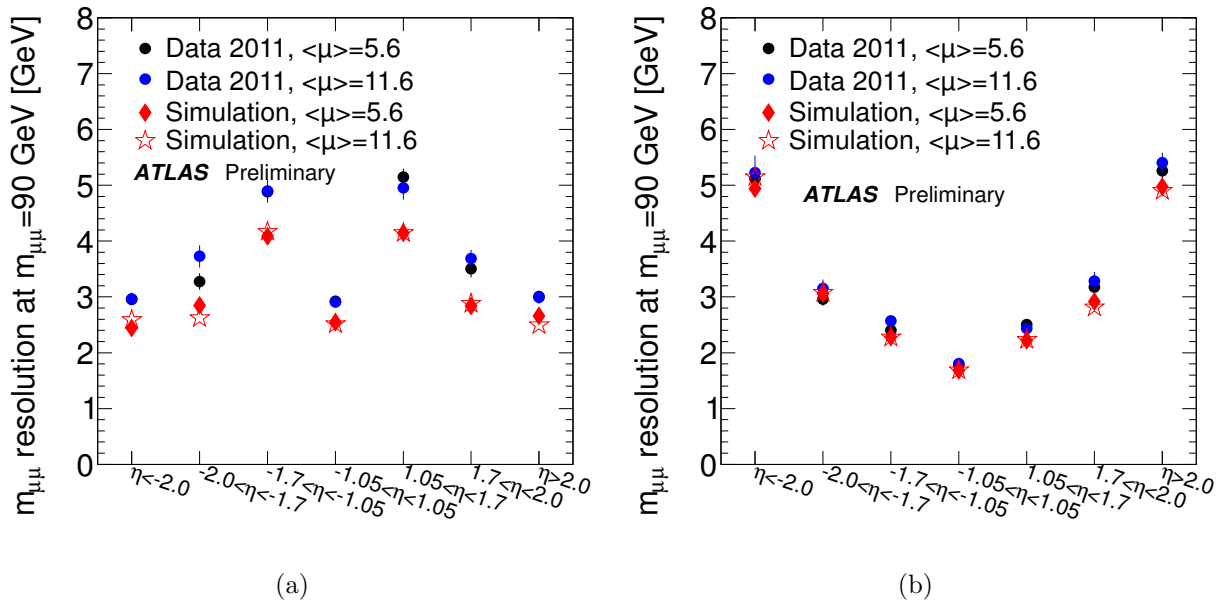 m_μμ resolution at m_μμ=90 GeV [GeV]
8
7
6
5
4
3
2
1
0
Data 2011, <μ>=5.6
Data 2011, <μ>=11.6
Simulation, <μ>=5.6
Simulation, <μ>=11.6
ATLAS Preliminary
η<-2.0
-2.0<η<-1.7
-1.7<η<-1.05
-1.05<η<1.05
1.05<η<1.7
1.7<η<2.0
η>2.0
(a)
m_μμ resolution at m_μμ=90 GeV [GeV]
8
7
6
5
4
3
2
1
0
Data 2011, <μ>=5.6
Data 2011, <μ>=11.6
Simulation, <μ>=5.6
Simulation, <μ>=11.6
ATLAS Preliminary
η<-2.0
-2.0<η<-1.7
-1.7<η<-1.05
-1.05<η<1.05
1.05<η<1.7
1.7<η<2.0
η>2.0
(b)